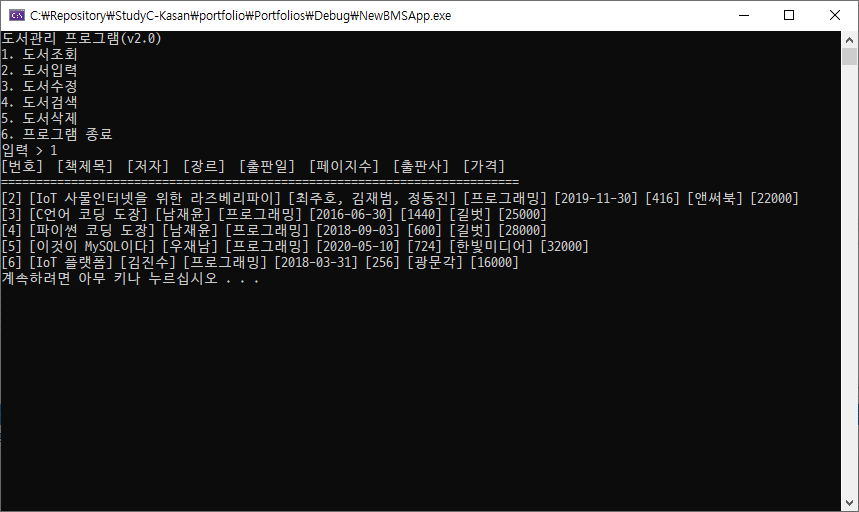 C:\Repository\StudyC-Kasan\portfolio\Portfolios\Debug\NewBMSApp.exe
도서관리 프로그램(v2.0)
1. 도서조회
2. 도서입력
3. 도서수정
4. 도서검색
5. 도서삭제
6. 프로그램 종료
입력 > 1
[번호] [책제목] [저자] [장르] [출판일] [페이지수] [출판사] [가격]
==========================================================================
[2] [IoT 사물인터넷을 위한 라즈베리파이] [최주호, 김재범, 정동진] [프로그래밍] [2019-11-30] [416] [앤써북] [22000]
[3] [C언어 코딩 도장] [남재윤] [프로그래밍] [2016-06-30] [1440] [길벗] [25000]
[4] [파이썬 코딩 도장] [남재윤] [프로그래밍] [2018-09-03] [600] [길벗] [28000]
[5] [이것이 MySQL이다] [우재남] [프로그래밍] [2020-05-10] [724] [한빛미디어] [32000]
[6] [IoT 플랫폼] [김진수] [프로그래밍] [2018-03-31] [256] [광문각] [16000]
계속하려면 아무 키나 누르십시오 . . .